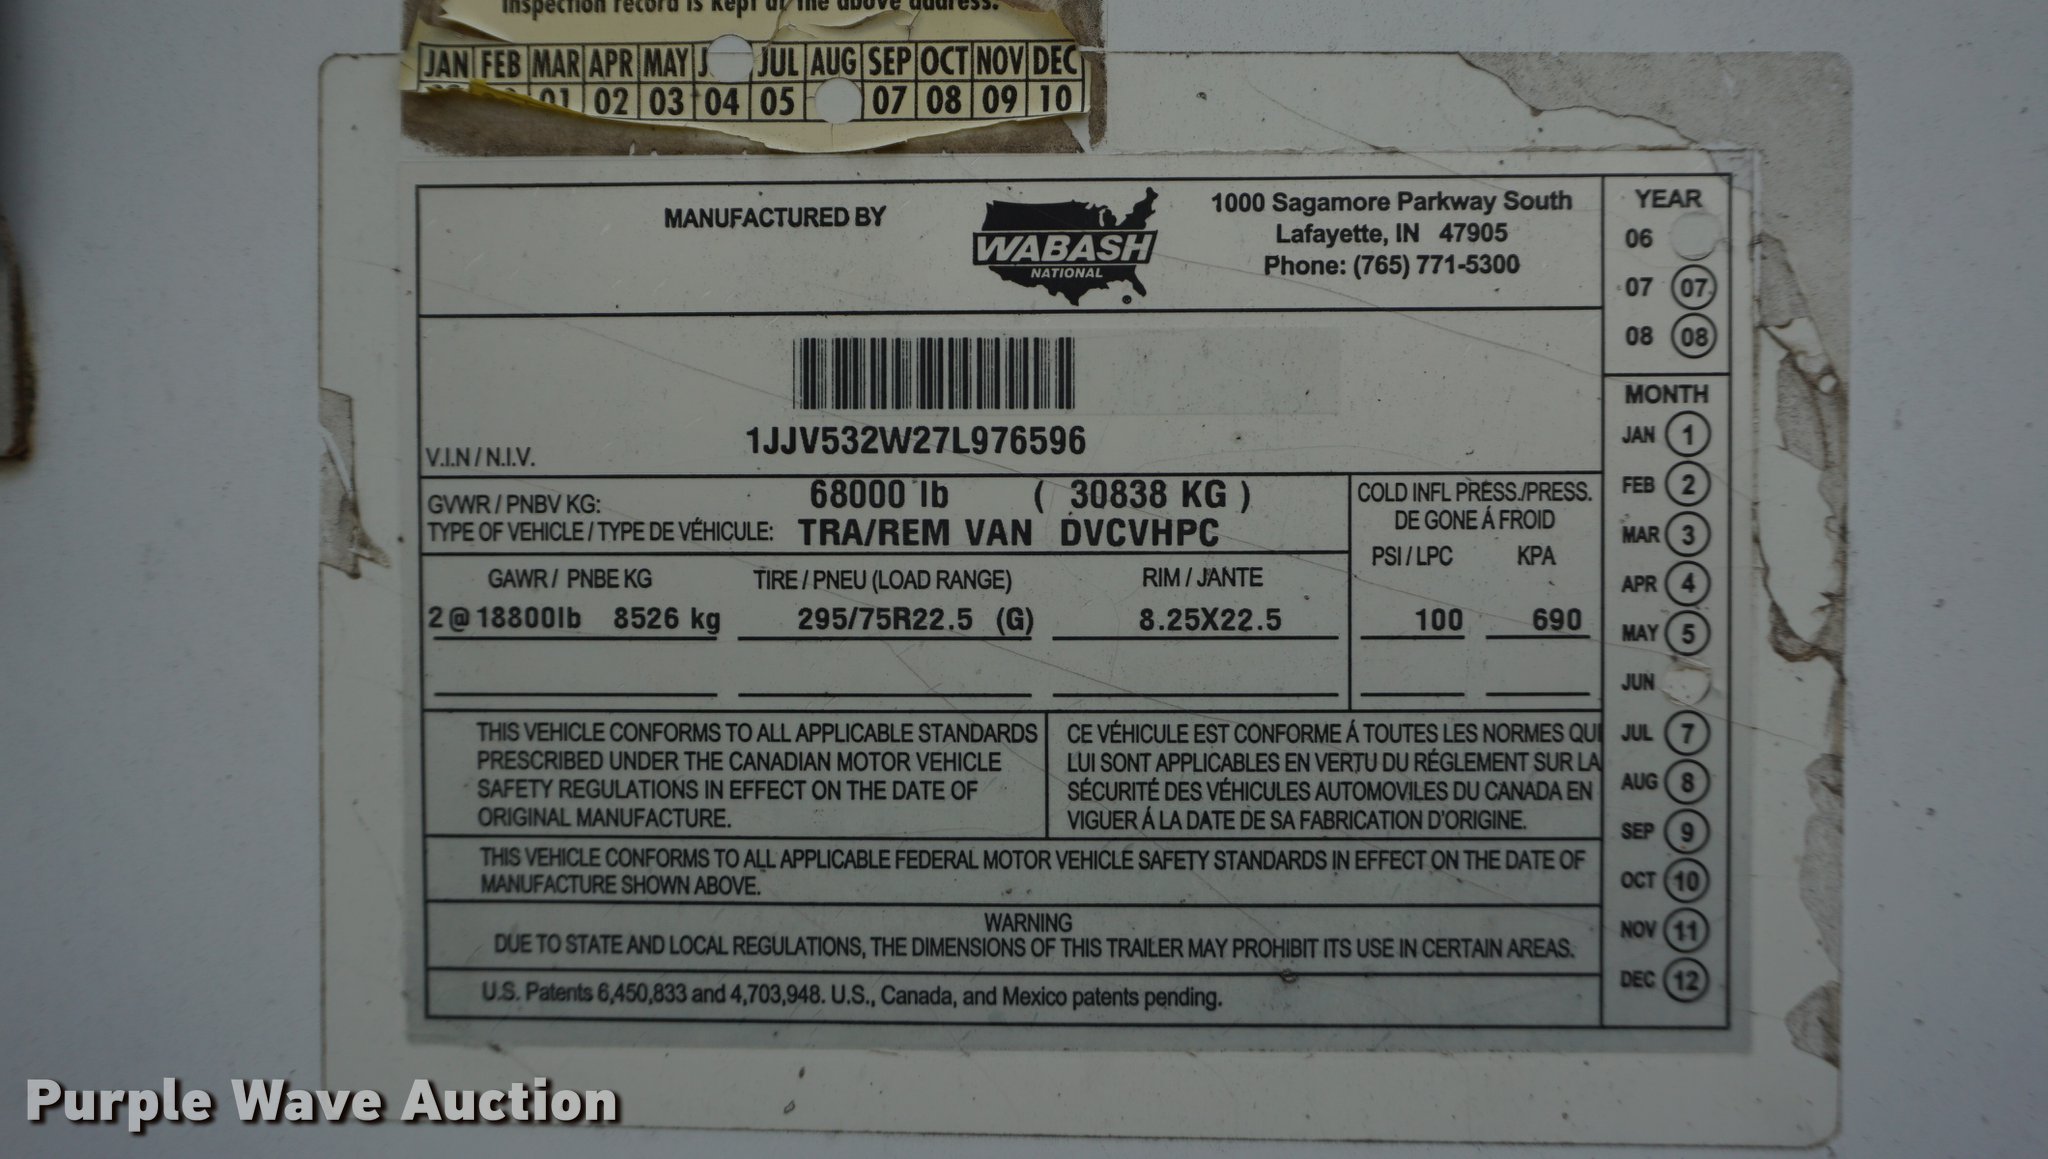 Inspection record is kept at the above address.
JAN FEB MAR APR MAY J JUL AUG SEP OCT NOV DEC
01 02 03 04 05 07 08 09 10
MANUFACTURED BY
WABASH
NATIONAL
®
1000 Sagamore Parkway South
Lafayette, IN 47905
Phone: (765) 771-5300
YEAR
06
07 07
08 08
MONTH
JAN 1
FEB 2
MAR 3
APR 4
MAY 5
JUN
JUL 7
AUG 8
SEP 9
OCT 10
NOV 11
DEC 12
V.I.N / N.I.V.
1JJV532W27L976596
GVWR / PNBV KG: 68000 lb ( 30838 KG )
TYPE OF VEHICLE / TYPE DE VÉHICULE: TRA/REM VAN DVCVHPC
COLD INFL PRESS./PRESS.
DE GONE Á FROID
PSI / LPC KPA
GAWR / PNBE KG TIRE / PNEU (LOAD RANGE) RIM / JANTE
2@18800lb 8526 kg 295/75R22.5 (G) 8.25X22.5 100 690
THIS VEHICLE CONFORMS TO ALL APPLICABLE STANDARDS
PRESCRIBED UNDER THE CANADIAN MOTOR VEHICLE
SAFETY REGULATIONS IN EFFECT ON THE DATE OF
ORIGINAL MANUFACTURE.
CE VÉHICULE EST CONFORME Á TOUTES LES NORMES QUI
LUI SONT APPLICABLES EN VERTU DU RÉGLEMENT SUR LA
SÉCURITÉ DES VÉHICULES AUTOMOVILES DU CANADA EN
VIGUER Á LA DATE DE SA FABRICATION D'ORIGINE.
THIS VEHICLE CONFORMS TO ALL APPLICABLE FEDERAL MOTOR VEHICLE SAFETY STANDARDS IN EFFECT ON THE DATE OF
MANUFACTURE SHOWN ABOVE.
WARNING
DUE TO STATE AND LOCAL REGULATIONS, THE DIMENSIONS OF THIS TRAILER MAY PROHIBIT ITS USE IN CERTAIN AREAS.
U.S. Patents 6,450,833 and 4,703,948. U.S., Canada, and Mexico patents pending.
Purple Wave Auction